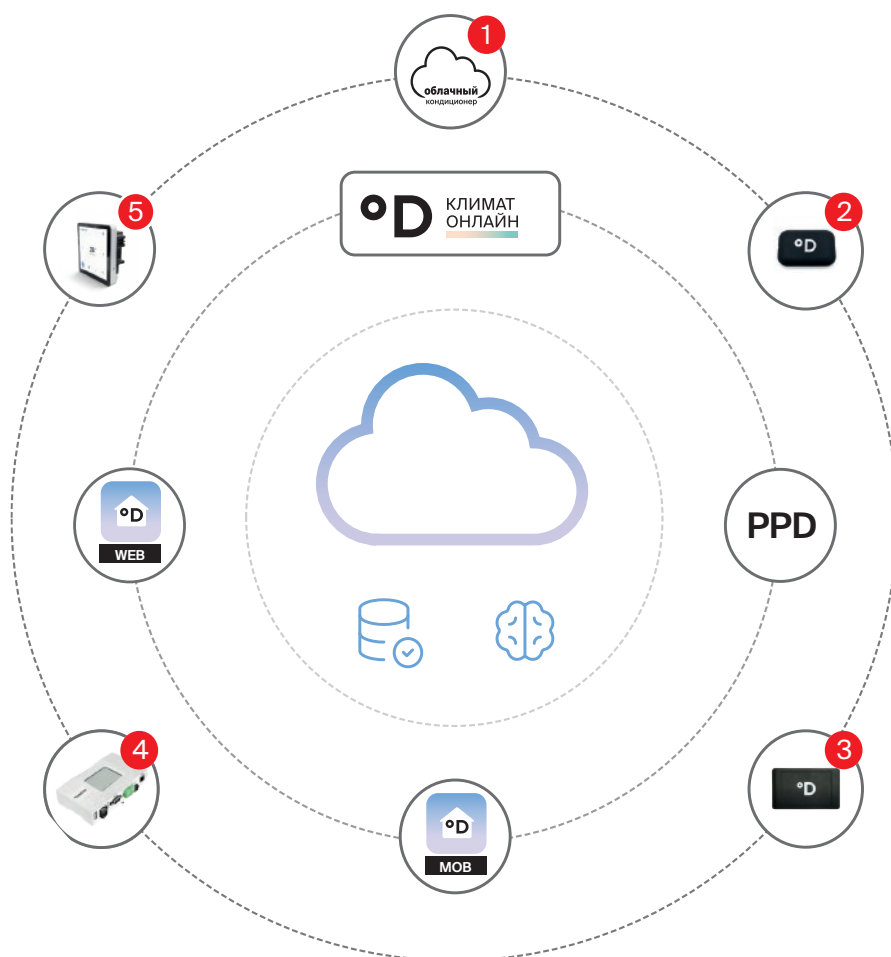 1
облачный
кондиционер
5
°D
КЛИМАТ
ОНЛАЙН
2
°D
°D
WEB
PPD
4
3
°D
°D
MOB